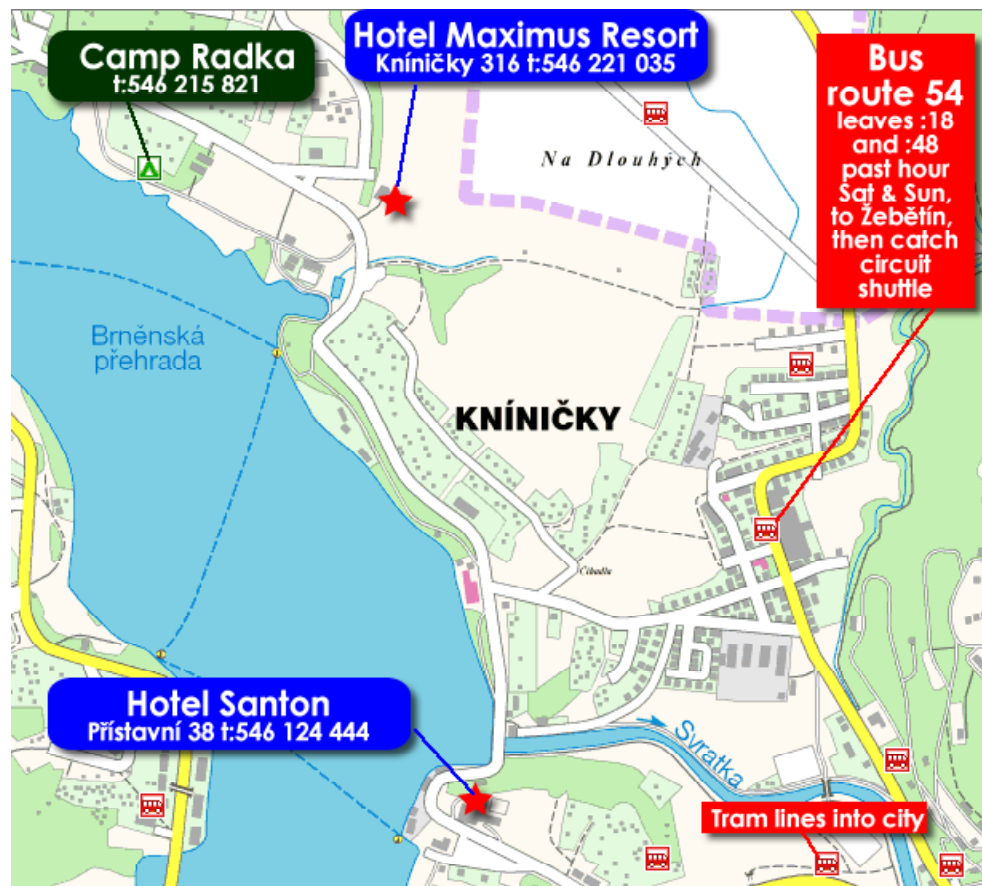 Camp Radka
t:546 215 821
Hotel Maximus Resort
Kníničky 316 t:546 221 035
Bus
route 54
leaves :18
and :48
past hour
Sat & Sun,
to Žebětín,
then catch
circuit
shuttle
Na Dlouhých
Brněnská
přehrada
KNÍNIČKY
Čihadla
Hotel Santon
Přístavní 38 t:546 124 444
Svratka
Tram lines into city